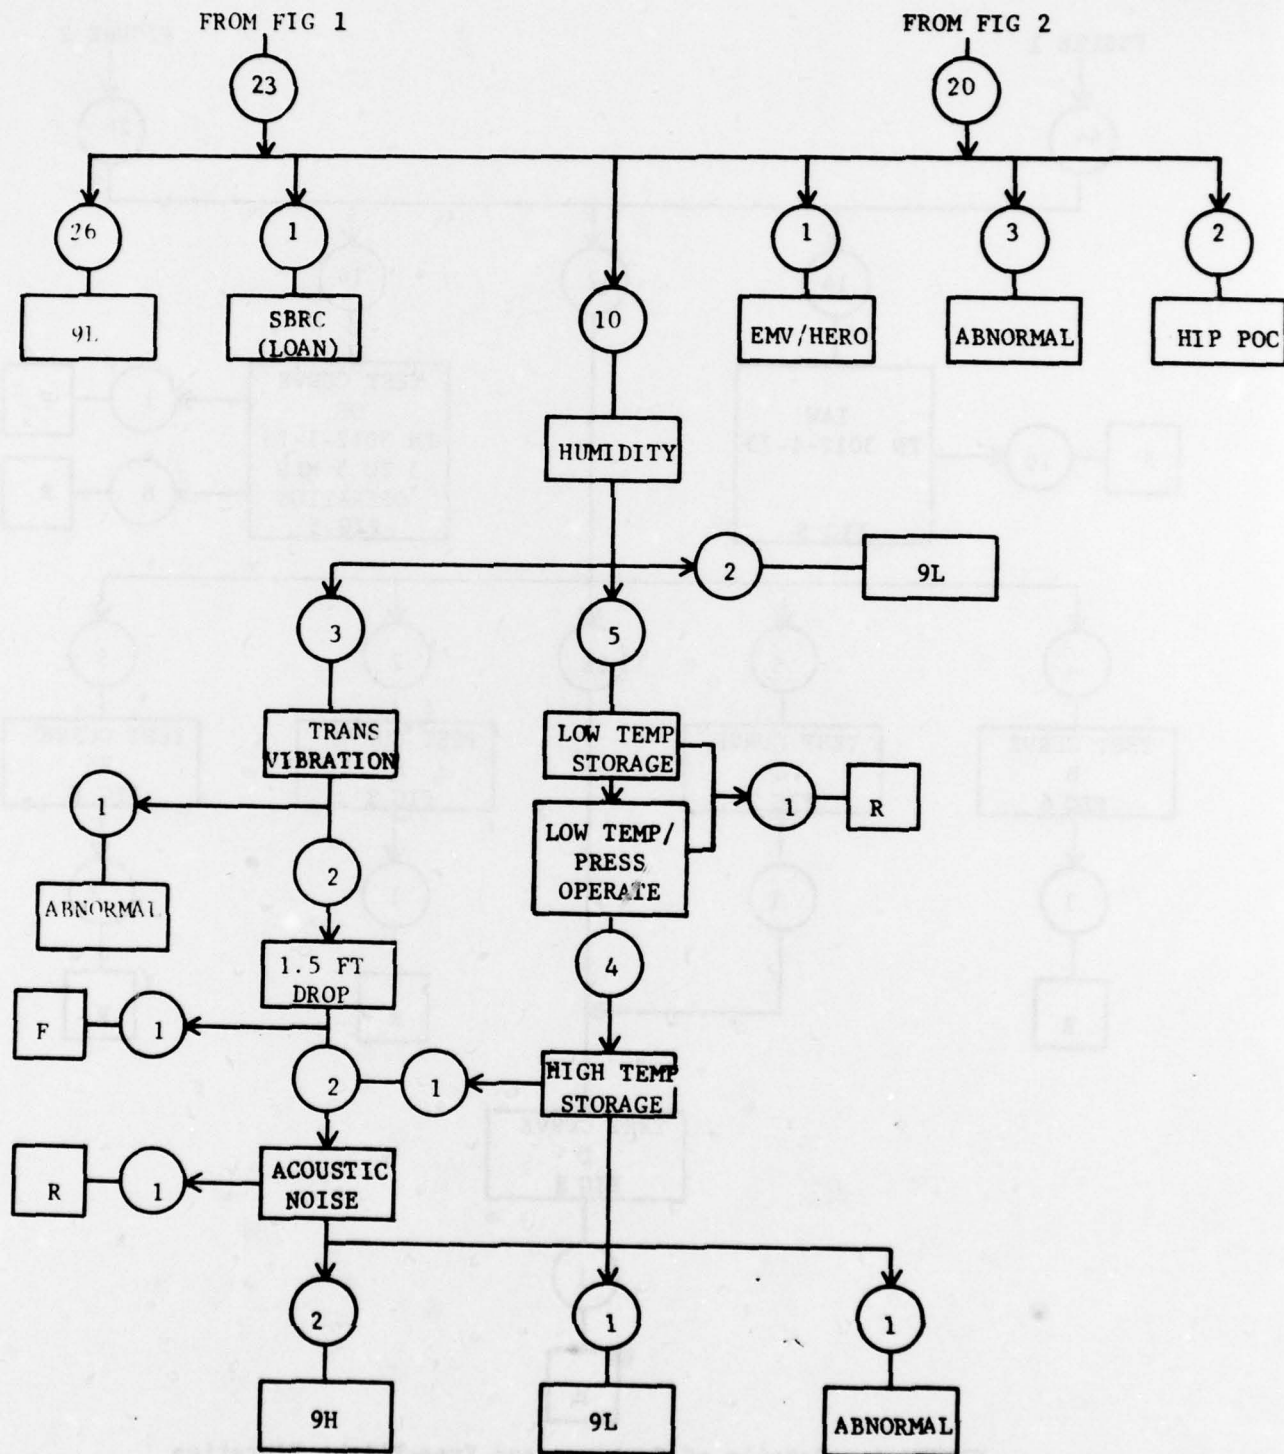 FROM FIG 1
FROM FIG 2
23
20
26
1
10
1
3
2
9L
SBRC
(LOAN)
EMV/HERO
ABNORMAL
HIP POC
HUMIDITY
2
9L
3
5
TRANS
VIBRATION
LOW TEMP
STORAGE
1
1
R
LOW TEMP/
PRESS
OPERATE
2
ABNORMAL
1.5 FT
DROP
4
F
1
2
1
HIGH TEMP
STORAGE
R
1
ACOUSTIC
NOISE
2
1
1
9H
9L
ABNORMAL